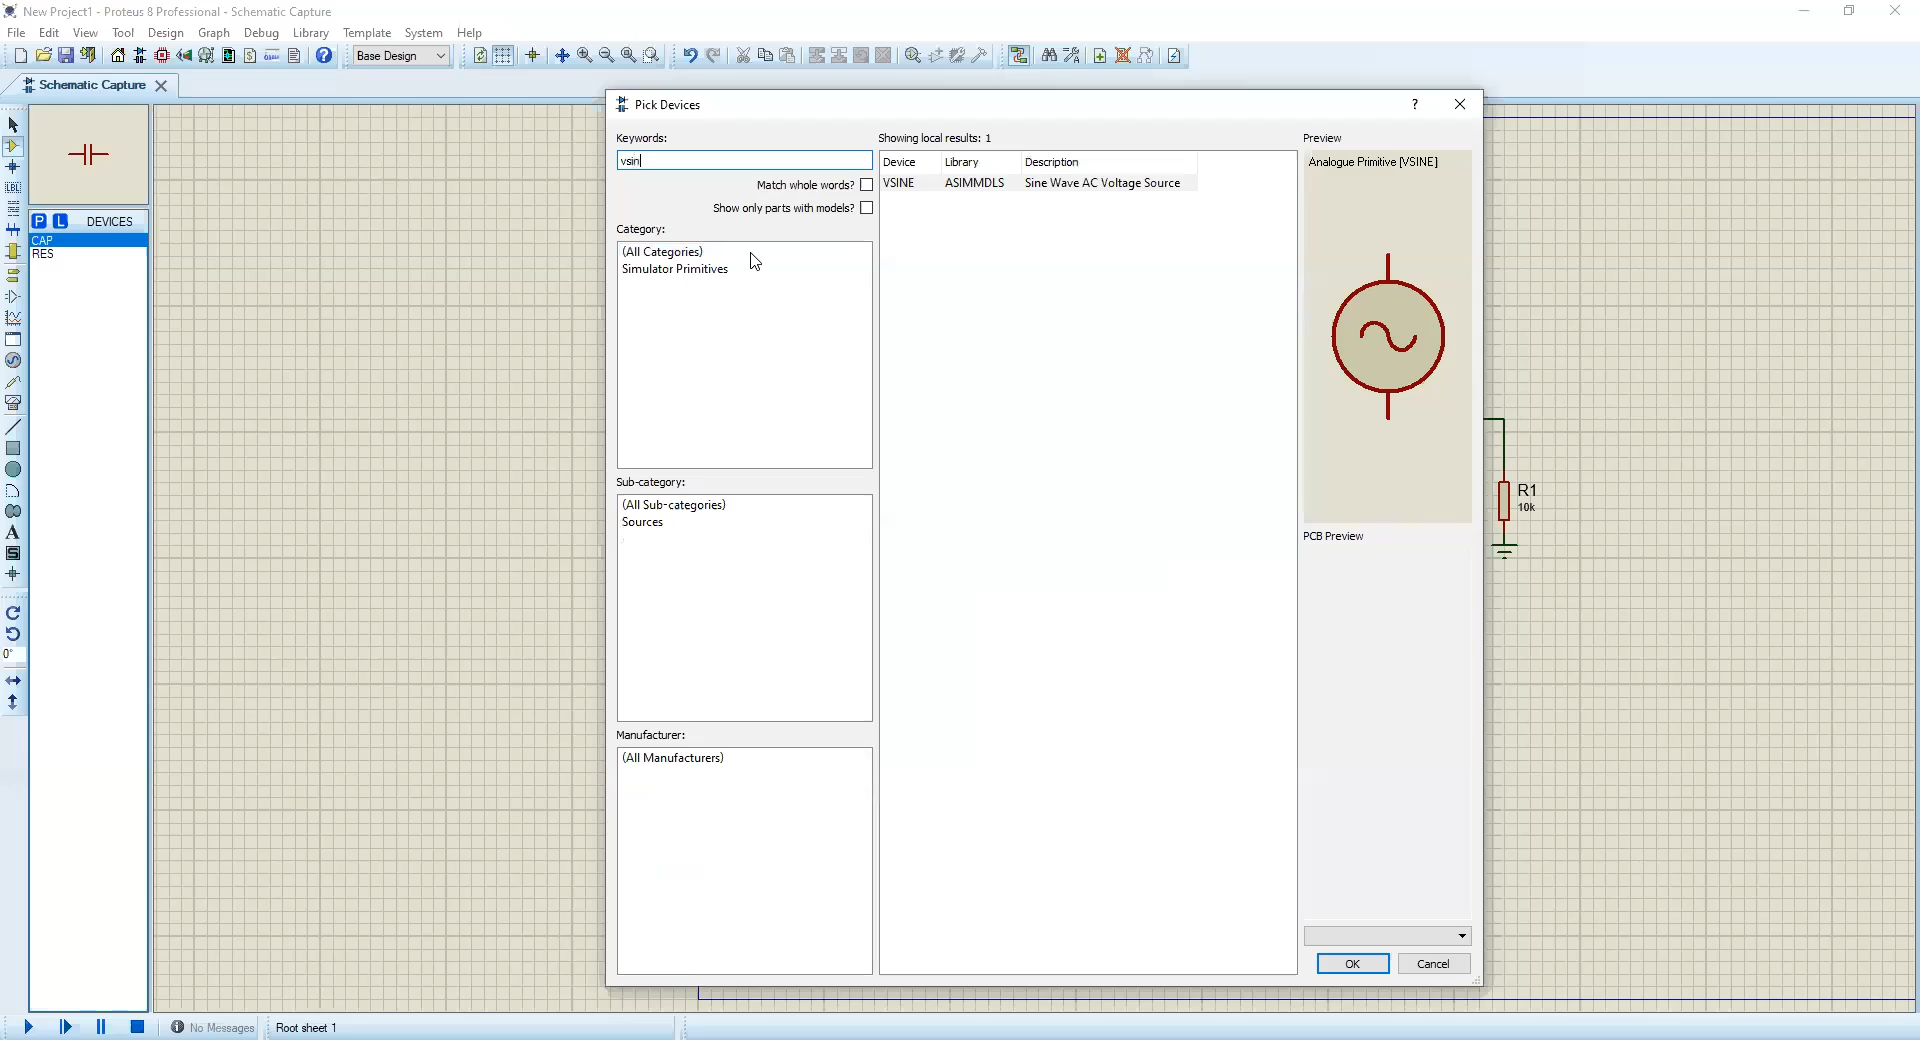 New Project1 - Proteus 8 Professional - Schematic Capture
File Edit View Tool Design Graph Debug Library Template System Help
Base Design
Schematic Capture
Pick Devices
?
Keywords:
Showing local results: 1
Preview
vsin
Device Library Description
Analogue Primitive [VSINE]
VSINE ASIMMDLS Sine Wave AC Voltage Source
Match whole words?
Show only parts with models?
Category:
(All Categories)
Simulator Primitives
Sub-category:
(All Sub-categories)
Sources
Manufacturer:
(All Manufacturers)
PCB Preview
OK Cancel
P L DEVICES
CAP
RES
LBL
A
S
0°
R1
10k
No Messages
Root sheet 1